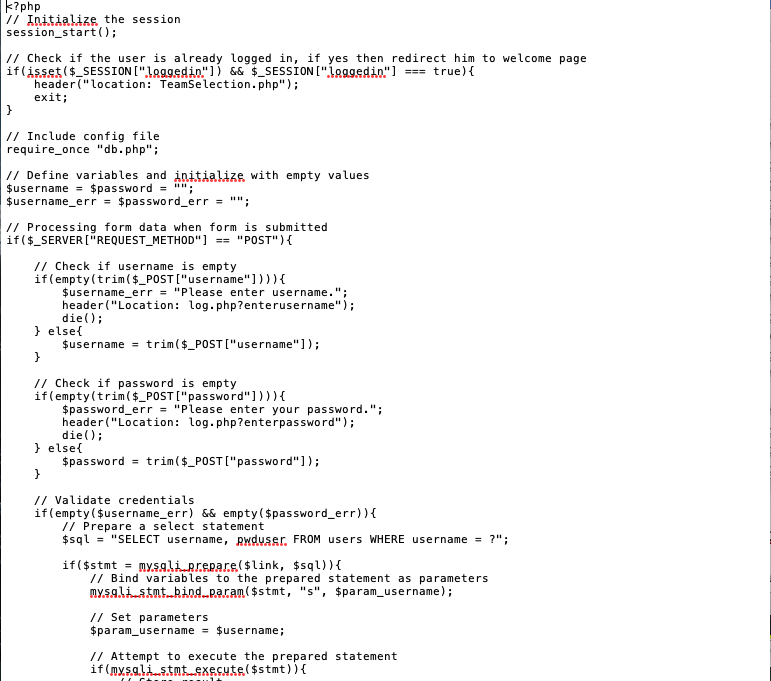 <?php
// Initialize the session
session_start();

// Check if the user is already logged in, if yes then redirect him to welcome page
if(isset($_SESSION["loggedin"]) && $_SESSION["loggedin"] === true){
    header("location: TeamSelection.php");
    exit;
}

// Include config file
require_once "db.php";

// Define variables and initialize with empty values
$username = $password = "";
$username_err = $password_err = "";

// Processing form data when form is submitted
if($_SERVER["REQUEST_METHOD"] == "POST"){

    // Check if username is empty
    if(empty(trim($_POST["username"]))){
        $username_err = "Please enter username.";
        header("Location: log.php?enterusername");
        die();
    } else{
        $username = trim($_POST["username"]);
    }

    // Check if password is empty
    if(empty(trim($_POST["password"]))){
        $password_err = "Please enter your password.";
        header("Location: log.php?enterpassword");
        die();
    } else{
        $password = trim($_POST["password"]);
    }

    // Validate credentials
    if(empty($username_err) && empty($password_err)){
        // Prepare a select statement
        $sql = "SELECT username, pwduser FROM users WHERE username = ?";

        if($stmt = mysqli_prepare($link, $sql)){
            // Bind variables to the prepared statement as parameters
            mysqli_stmt_bind_param($stmt, "s", $param_username);

            // Set parameters
            $param_username = $username;

            // Attempt to execute the prepared statement
            if(mysqli_stmt_execute($stmt)){
                // Store result